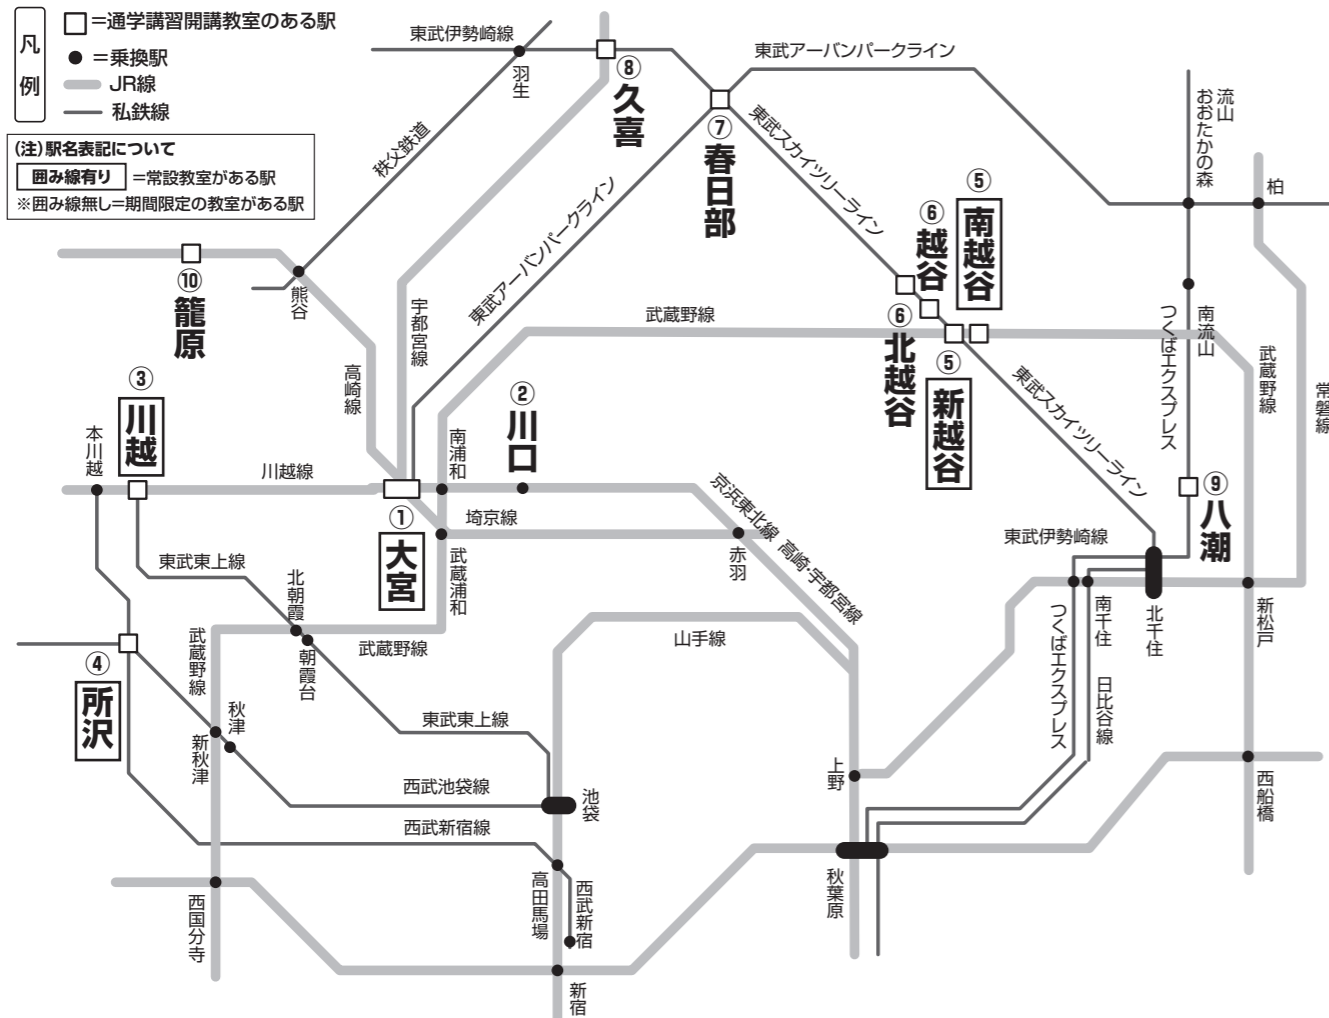 凡例
=通学講習開講教室のある駅
=乗換駅
JR線
私鉄線
(注)駅名表記について
囲み線有り =常設教室がある駅
※囲み線無し=期間限定の教室がある駅
東武伊勢崎線
羽生
⑧
久喜
東武アーバンパークライン
流山
おおたかの森
柏
秩父鉄道
⑦
春日部
東武スカイツリーライン
東武アーバンパークライン
⑤
南越谷
⑥
越谷
⑩
籠原
熊谷
宇都宮線
高崎線
武蔵野線
⑥
北越谷
⑤
新越谷
東武スカイツリーライン
つくばエクスプレス
南流山
武蔵野線
常磐線
③
川越
本川越
川越線
②
川口
南浦和
①
大宮
埼京線
武蔵浦和
京浜東北線
高崎・宇都宮線
赤羽
⑨
八潮
東武伊勢崎線
北千住
南千住
新松戸
東武東上線
北朝霞
朝霞台
武蔵野線
武蔵野線
山手線
④
所沢
秋津
新秋津
東武東上線
つくばエクスプレス
日比谷線
上野
西船橋
西武池袋線
池袋
西武新宿線
高田馬場
西武新宿
秋葉原
西国分寺
新宿